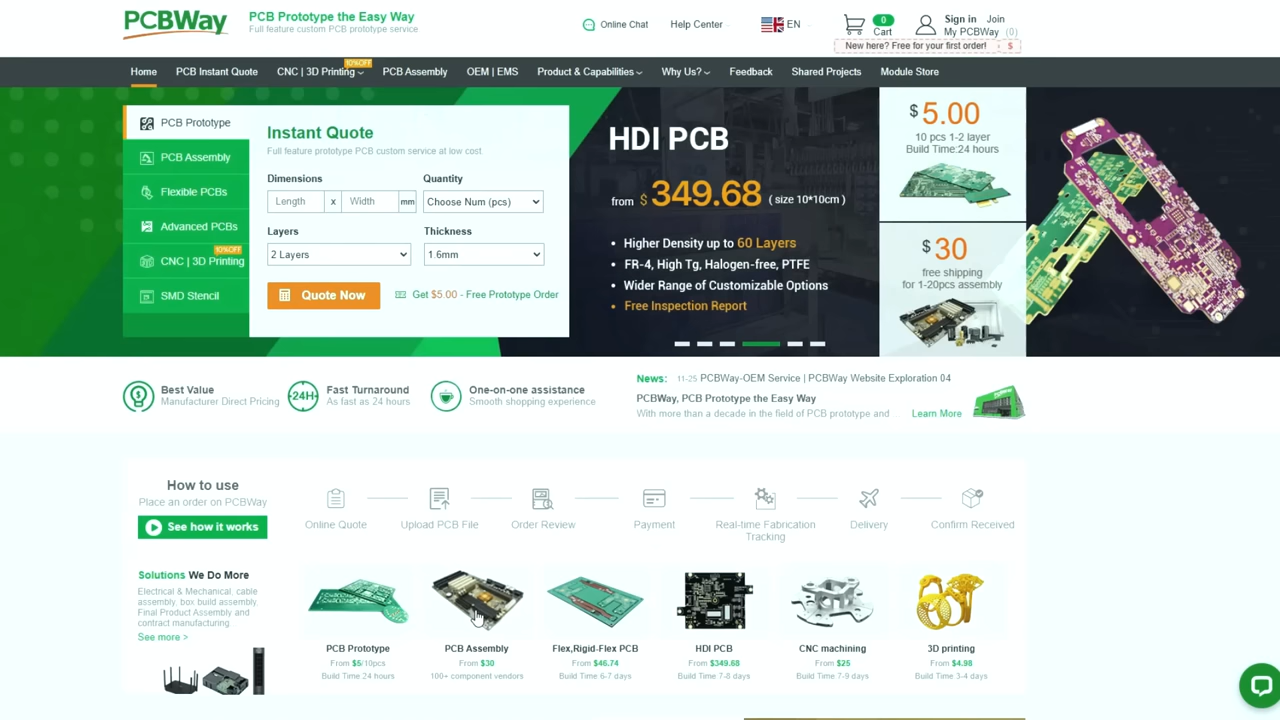 PCBWay
PCB Prototype the Easy Way
Full feature custom PCB prototype service
Online Chat
Help Center
EN
0
Cart
Sign in Join
My PCBWay (0)
New here? Free for your first order! $
Home
PCB Instant Quote
CNC | 3D Printing
10%OFF
PCB Assembly
OEM | EMS
Product & Capabilities
Why Us?
Feedback
Shared Projects
Module Store
PCB Prototype
PCB Assembly
Flexible PCBs
Advanced PCBs
10%OFF
CNC | 3D Printing
SMD Stencil
Instant Quote
Full feature prototype PCB custom service at low cost
Dimensions
Quantity
Length x Width mm
Choose Num (pcs)
Layers
Thickness
2 Layers
1.6mm
Quote Now
Get $5.00 - Free Prototype Order
HDI PCB
from $ 349.68 ( size 10*10cm )
Higher Density up to 60 Layers
FR-4, High Tg, Halogen-free, PTFE
Wider Range of Customizable Options
Free Inspection Report
$ 5.00
10 pcs 1-2 layer
Build Time:24 hours
$ 30
free shipping
for 1-20pcs assembly
Best Value
Manufacturer Direct Pricing
24H
Fast Turnaround
As fast as 24 hours
One-on-one assistance
Smooth shopping experience
News: 11-25 PCBWay-OEM Service | PCBWay Website Exploration 04
PCBWay, PCB Prototype the Easy Way
With more than a decade in the field of PCB prototype and ... Learn More
How to use
Place an order on PCBWay
See how it works
Online Quote
Upload PCB File
Order Review
Payment
Real-time Fabrication
Tracking
Delivery
Confirm Received
Solutions We Do More
Electrical & Mechanical, cable
assembly, box build assembly.
Final Product Assembly and
contract manufacturing.
See more >
PCB Prototype
From $5/10pcs
Build Time 24 hours
PCB Assembly
From $30
100+ component vendors
Flex,Rigid-Flex PCB
From $46.74
Build Time 6-7 days
HDI PCB
From $349.68
Build Time 7-8 days
CNC machining
From $25
Build Time 7-9 days
3D printing
From $4.98
Build Time 3-4 days